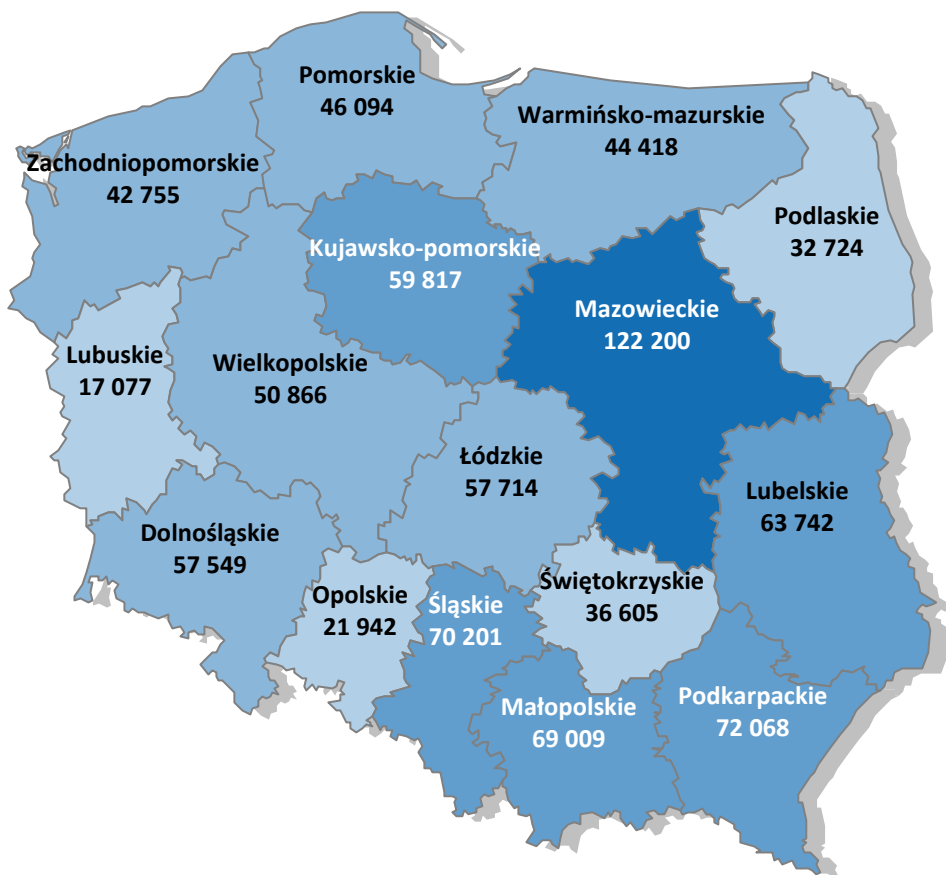 Pomorskie
46 094
Warmińsko-mazurskie
44 418
Zachodniopomorskie
42 755
Podlaskie
32 724
Kujawsko-pomorskie
59 817
Mazowieckie
122 200
Lubuskie
17 077
Wielkopolskie
50 866
Łódzkie
57 714
Lubelskie
63 742
Dolnośląskie
57 549
Opolskie
21 942
Śląskie
70 201
Świętokrzyskie
36 605
Małopolskie
69 009
Podkarpackie
72 068